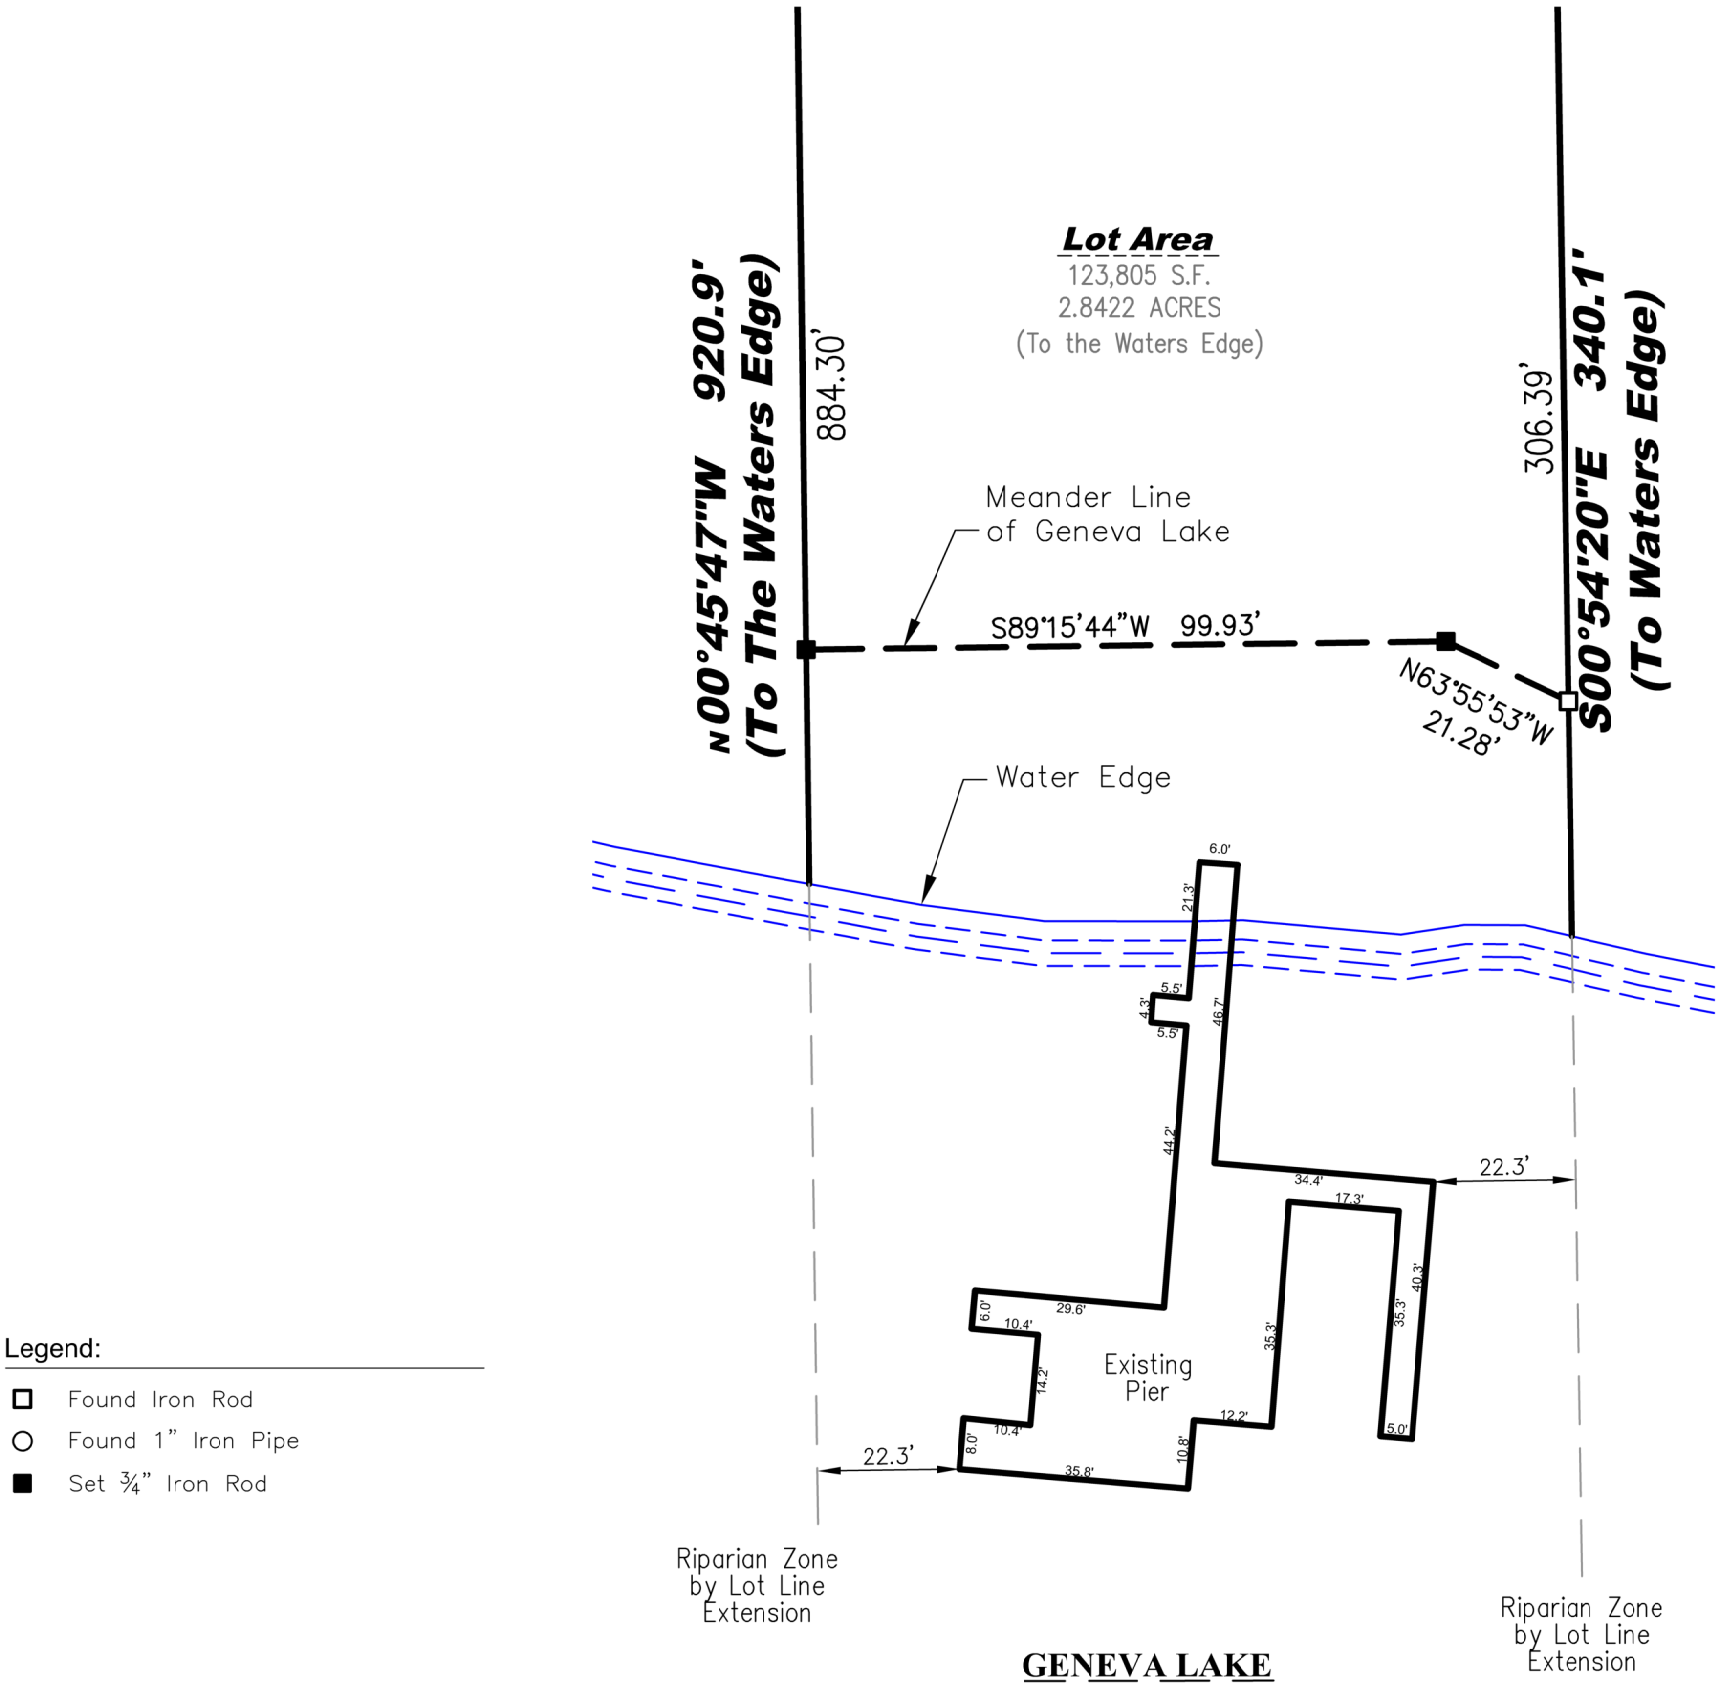 Lot Area
123,805 S.F.
2.8422 ACRES
(To the Waters Edge)
N00°45'47"W 920.9'
(To The Waters Edge)
884.30'
306.39'
S00°54'20"E 340.1'
(To Waters Edge)
Meander Line
of Geneva Lake
S89°15'44"W 99.93'
N63°55'53"W
21.28'
Water Edge
6.0'
21.3'
5.5'
4.3'
5.5'
46.7'
44.2'
34.4'
22.3'
17.3'
40.3'
35.3'
35.3'
29.6'
6.0'
10.4'
14.2'
Existing
Pier
10.4'
8.0'
12.2'
10.8'
5.0'
35.8'
22.3'
Legend:
Found Iron Rod
Found 1" Iron Pipe
Set ¾" Iron Rod
Riparian Zone
by Lot Line
Extension
Riparian Zone
by Lot Line
Extension
GENEVA LAKE